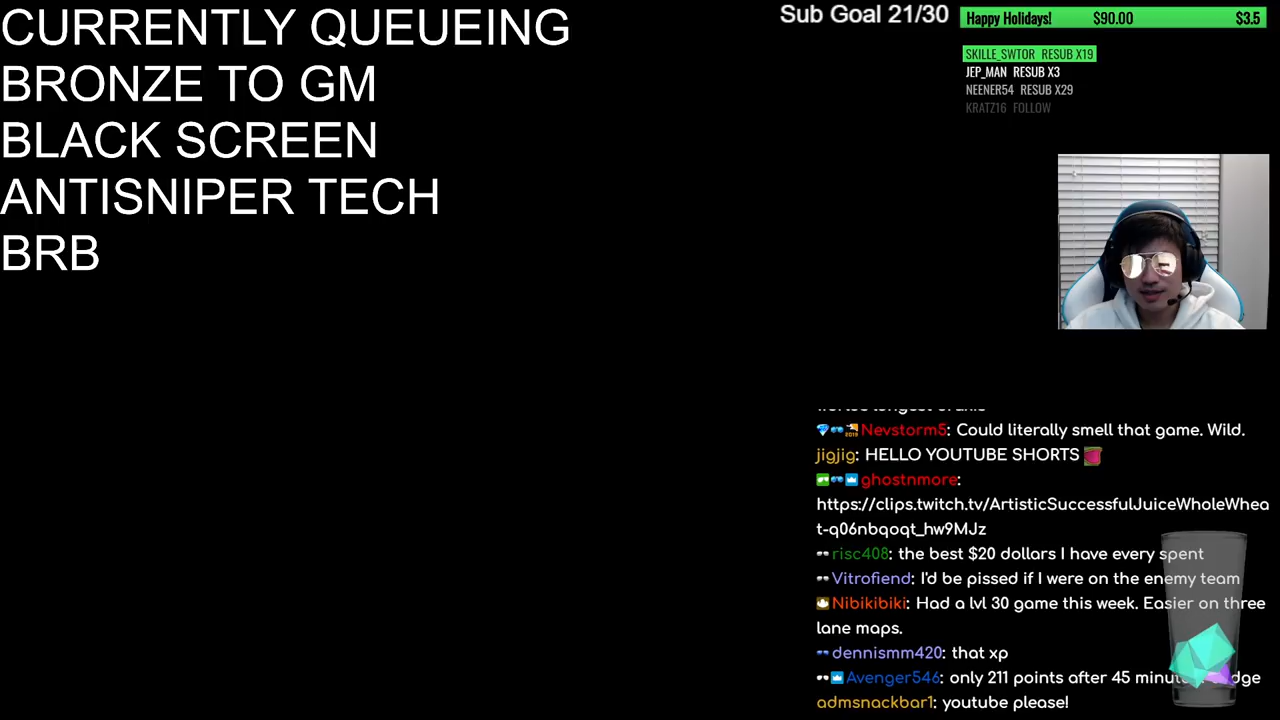 CURRENTLY QUEUEING
BRONZE TO GM
BLACK SCREEN
ANTISNIPER TECH
BRB
Sub Goal 21/30
Happy Holidays! $90.00 $3.5
SKILLE_SWTOR RESUB X19
JEP_MAN RESUB X3
NEENER54 RESUB X29
KRATZ16 FOLLOW
Nevstorm5: Could literally smell that game. Wild.
jigjig: HELLO YOUTUBE SHORTS
ghostnmore:
https://clips.twitch.tv/ArtisticSuccessfulJuiceWholeWhea
t-q06nbqoqt_hw9MJz
risc408: the best $20 dollars I have every spent
Vitrofiend: I'd be pissed if I were on the enemy team
Nibikibiki: Had a lvl 30 game this week. Easier on three
lane maps.
dennismm420: that xp
Avenger546: only 211 points after 45
admsnackbar1: youtube please!